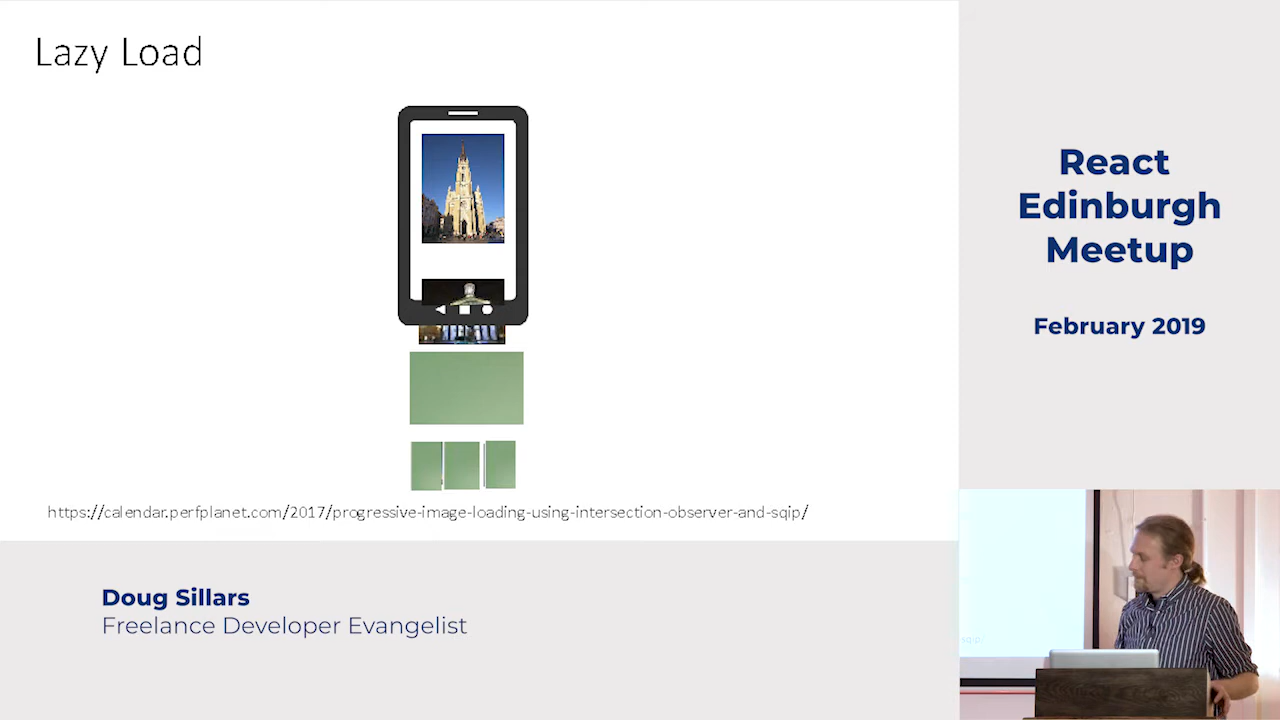 Lazy Load
https://calendar.perfplanet.com/2017/progressive-image-loading-using-intersection-observer-and-sqip/
React
Edinburgh
Meetup
February 2019
Doug Sillars
Freelance Developer Evangelist